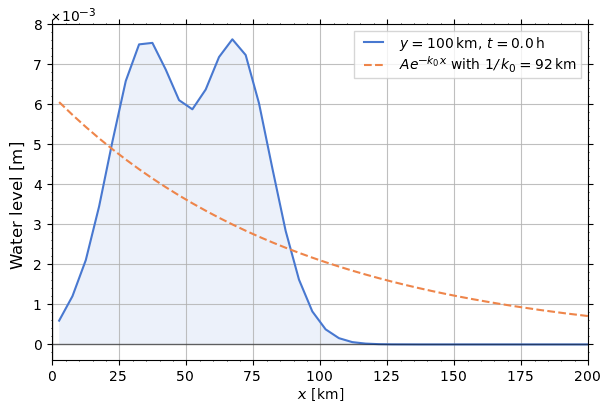 ×10⁻³
8
7
6
5
4
3
2
1
0
Water level [m]
y = 100 km, t = 0.0 h
Ae^{-k₀x} with 1/k₀ = 92 km
0 25 50 75 100 125 150 175 200
x [km]